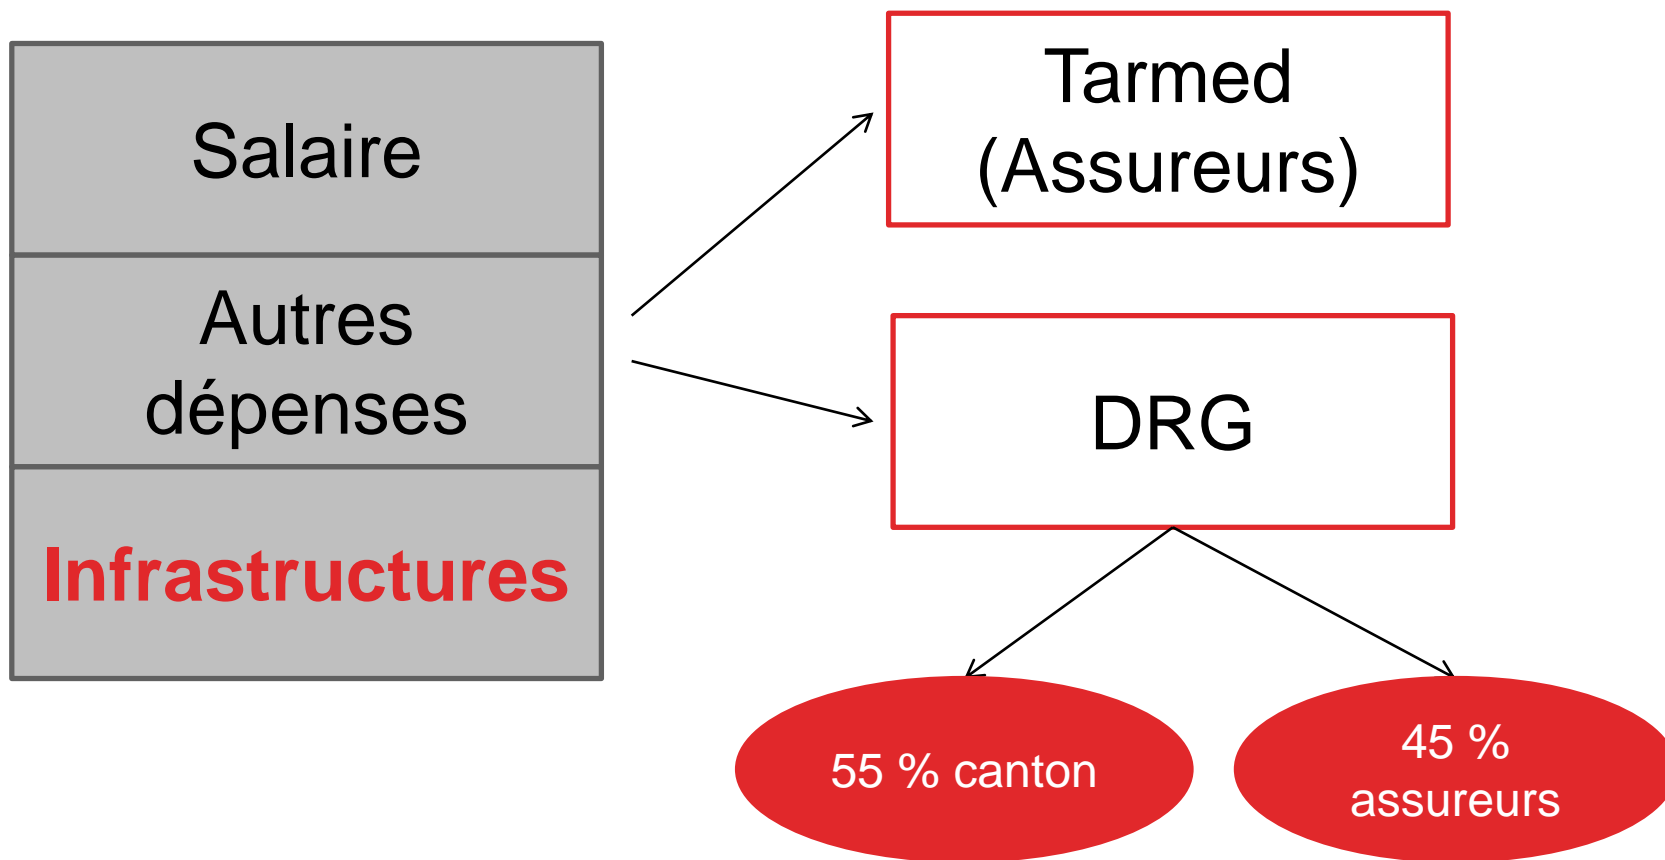 Salaire
Autres
dépenses
Infrastructures
Tarmed
(Assureurs)
DRG
55 % canton
45 %
assureurs